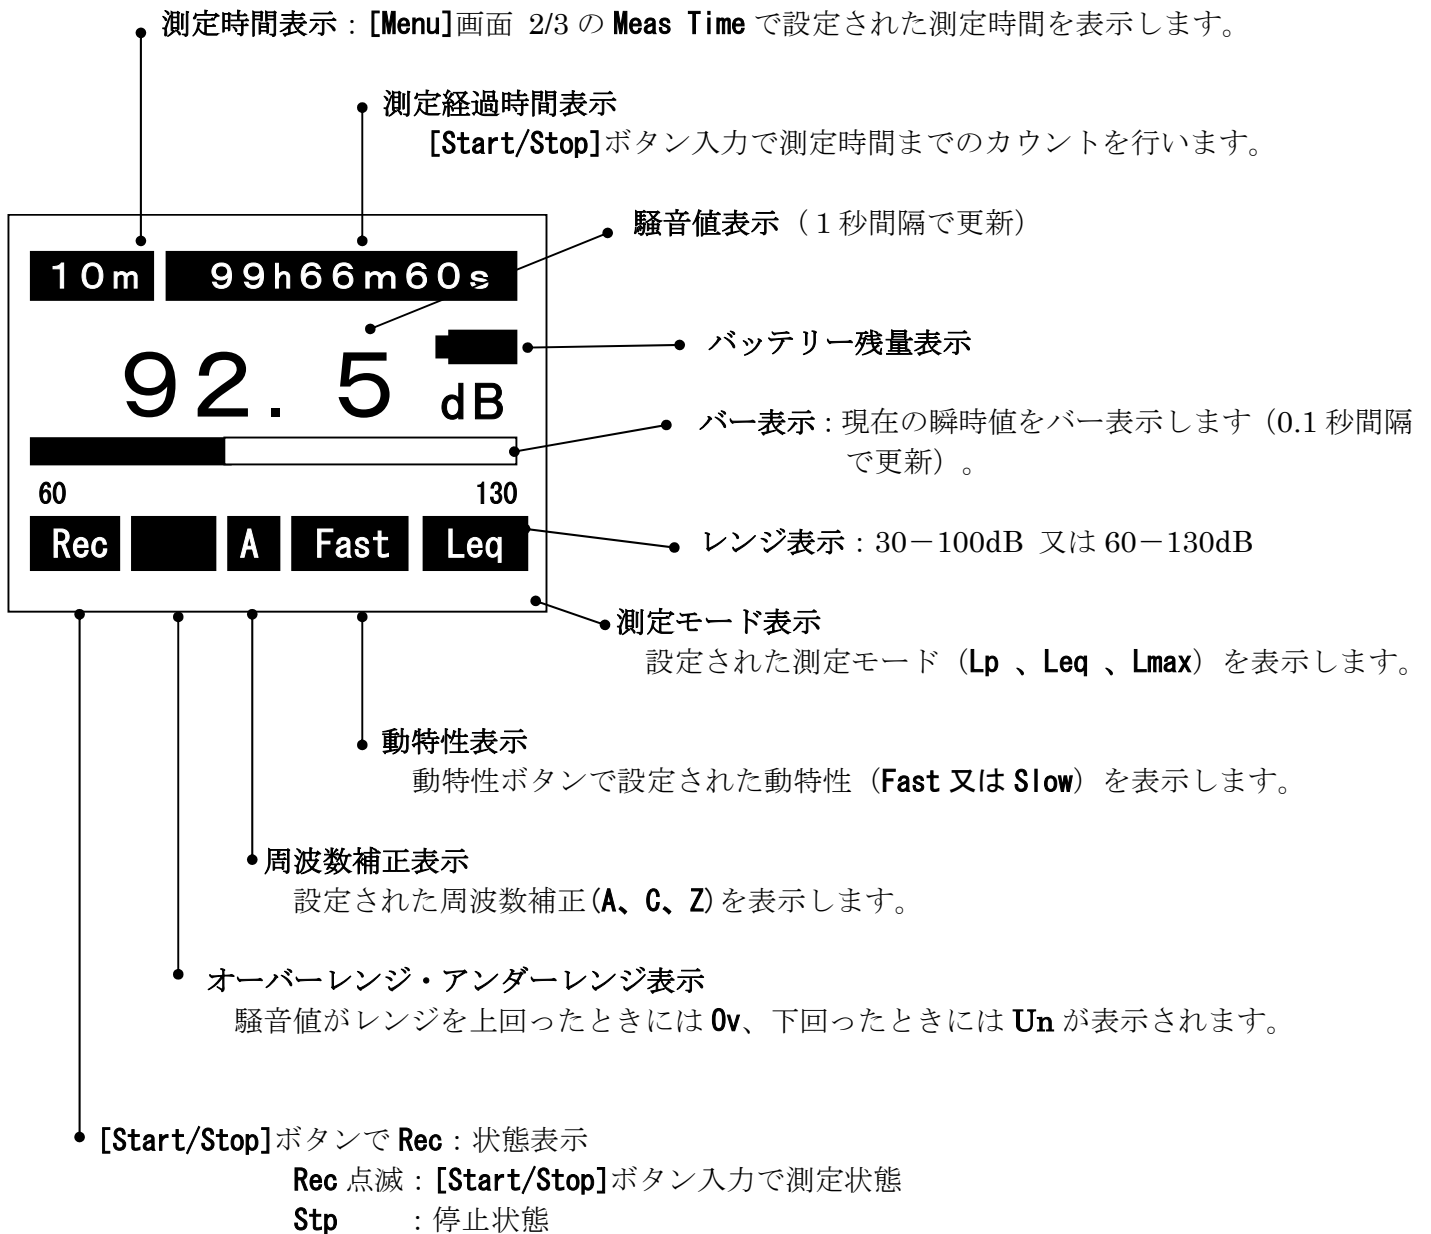 測定時間表示：[Menu]画面 2/3 の Meas Time で設定された測定時間を表示します。
測定経過時間表示
[Start/Stop]ボタン入力で測定時間までのカウントを行います。
騒音値表示（１秒間隔で更新）
１０ｍ ９９ｈ６６ｍ６０ｓ
バッテリー残量表示
９２．５ ｄＢ
バー表示：現在の瞬時値をバー表示します（0.1 秒間隔
で更新）。
60 130
レンジ表示：30－100dB 又は 60－130dB
Rec A Fast Leq
測定モード表示
設定された測定モード（Lp 、Leq 、Lmax）を表示します。
動特性表示
動特性ボタンで設定された動特性（Fast 又は Slow）を表示します。
周波数補正表示
設定された周波数補正(A、C、Z)を表示します。
オーバーレンジ・アンダーレンジ表示
騒音値がレンジを上回ったときには Ov、下回ったときには Un が表示されます。
[Start/Stop]ボタンで Rec：状態表示
Rec 点滅：[Start/Stop]ボタン入力で測定状態
Stp ：停止状態